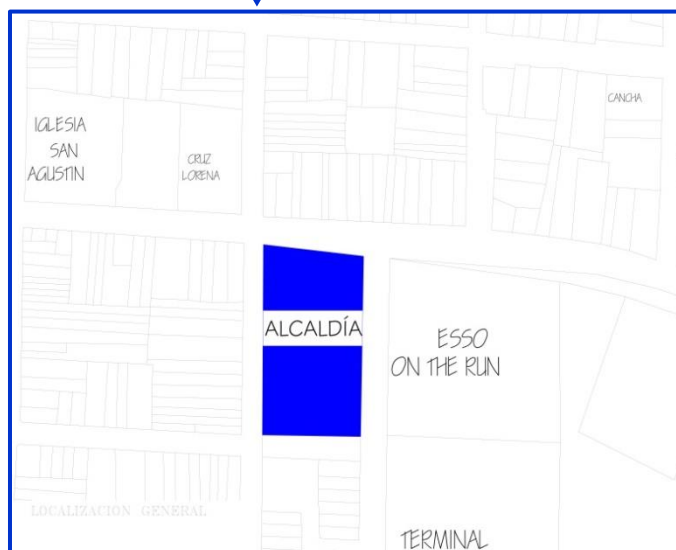 CANCHA
IGLESIA
SAN
AGUSTIN
CRUZ
LORENA
ALCALDÍA
ESSO
ON THE RUN
LOCALIZACION GENERAL
TERMINAL